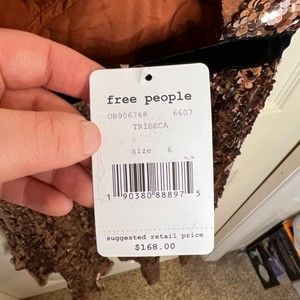 free people
OB906768 6607
TRIBECA
size 6
1 90380 88897 5
suggested retail price
$168.00